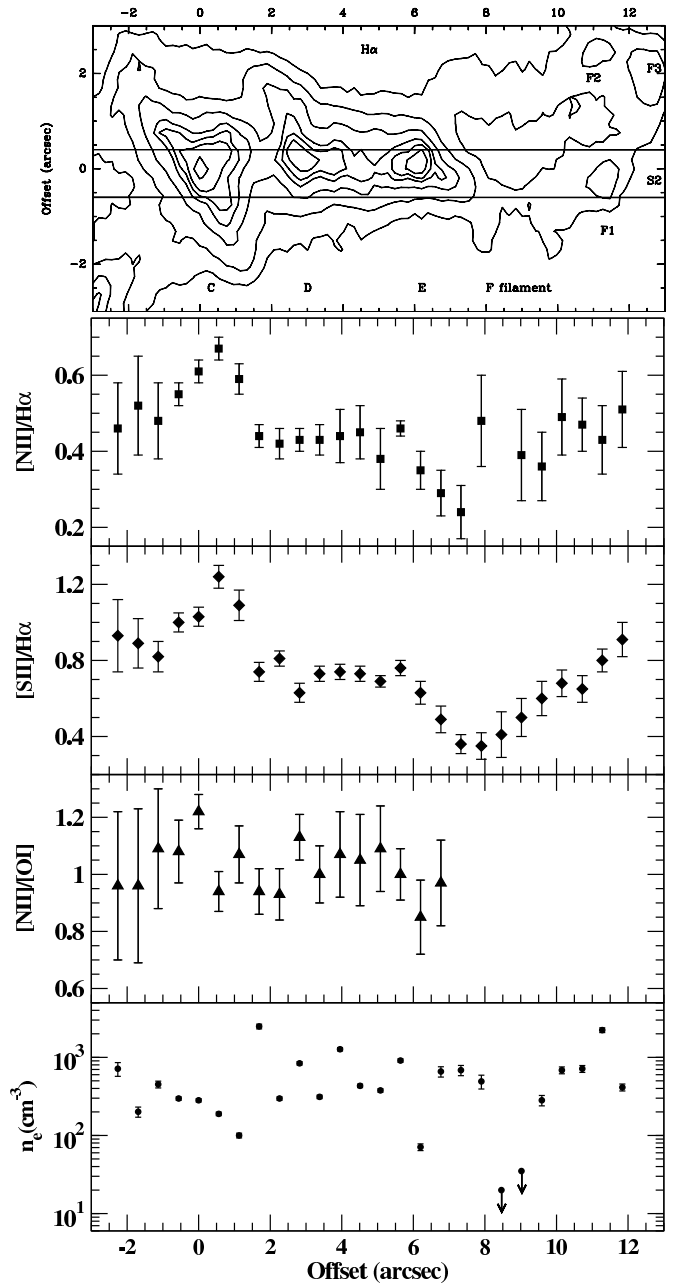 -2 0 2 4 6 8 10 12
Hα
F2
F3
2
Offset (arcsec)
0
S2
F1
-2
C D E F filament
0.6
[NII]/Hα
0.4
0.2
1.2
[SII]/Hα
0.8
0.4
1.2
[NII]/[OI]
1
0.8
0.6
10^3
n_e(cm^-3)
10^2
10^1
-2 0 2 4 6 8 10 12
Offset (arcsec)